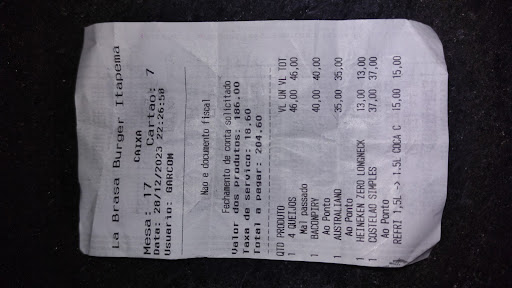 La Brasa Burger Itapema
CAIXA
Mesa: 17 Cartao: 7
Data: 28/12/2023 22:26:50
Usuario: GARCOM
Nao e documento fiscal
Fechamento de conta solicitado
Valor dos produtos: 186,00
Taxa de servico: 18,60
Total a pagar: 204,60
QTD PRODUTO VL UN VL TOT
1 4 QUEIJOS 46,00 46,00
Mal passado
1 BACONPIRY 40,00 40,00
Ao Ponto
1 AUSTRALIANO 35,00 35,00
Ao Ponto
1 HEINEKEN ZERO LONGNECK 13,00 13,00
1 COSTELAO SIMPLES 37,00 37,00
Ao Ponto
1 REFRI 1,5L -> 1.5L COCA C 15,00 15,00